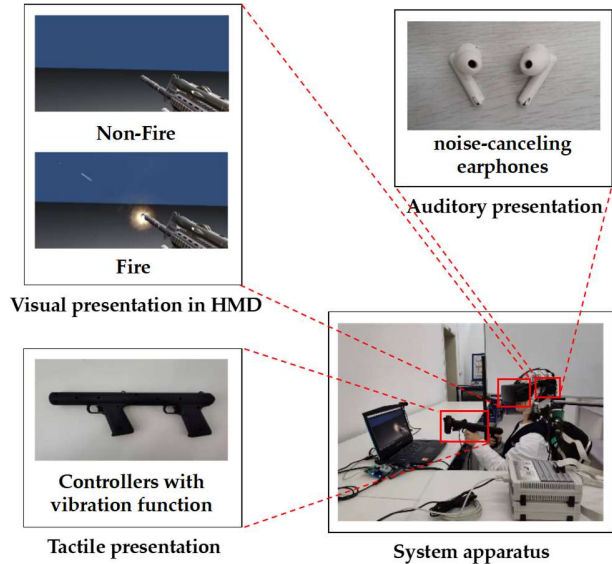 Non-Fire
Fire
Visual presentation in HMD
noise-canceling
earphones
Auditory presentation
Controllers with
vibration function
Tactile presentation
System apparatus